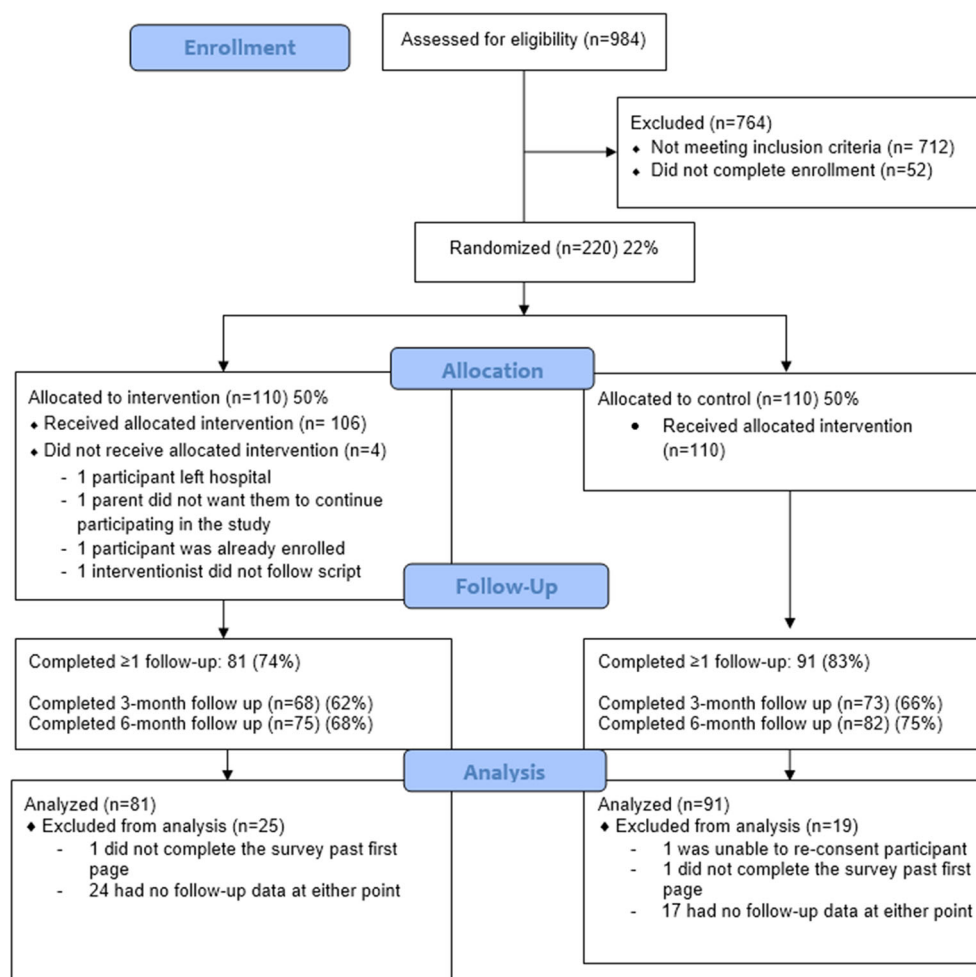 Enrollment
Assessed for eligibility (n=984)
Excluded (n=764)
⬥ Not meeting inclusion criteria (n= 712)
⬥ Did not complete enrollment (n=52)
Randomized (n=220) 22%
Allocation
Allocated to intervention (n=110) 50%
⬥ Received allocated intervention (n= 106)
⬥ Did not receive allocated intervention (n=4)
- 1 participant left hospital
- 1 parent did not want them to continue
participating in the study
- 1 participant was already enrolled
- 1 interventionist did not follow script
Allocated to control (n=110) 50%
• Received allocated intervention
(n=110)
Follow-Up
Completed ≥1 follow-up: 81 (74%)
Completed 3-month follow up (n=68) (62%)
Completed 6-month follow up (n=75) (68%)
Completed ≥1 follow-up: 91 (83%)
Completed 3-month follow up (n=73) (66%)
Completed 6-month follow up (n=82) (75%)
Analysis
Analyzed (n=81)
♦ Excluded from analysis (n=25)
- 1 did not complete the survey past first
page
- 24 had no follow-up data at either point
Analyzed (n=91)
♦ Excluded from analysis (n=19)
- 1 was unable to re-consent participant
- 1 did not complete the survey past first
page
- 17 had no follow-up data at either point